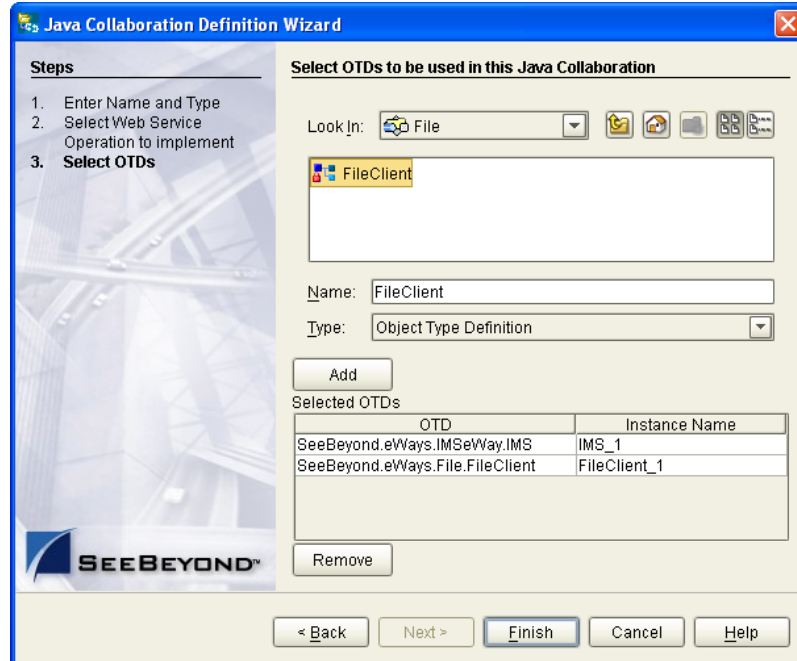 Java Collaboration Definition Wizard
Steps
1. Enter Name and Type
2. Select Web Service
Operation to implement
3. Select OTDs
Select OTDs to be used in this Java Collaboration
Look In: File
FileClient
Name: FileClient
Type: Object Type Definition
Add
Selected OTDs
OTD Instance Name
SeeBeyond.eWays.IMSeWay.IMS IMS_1
SeeBeyond.eWays.File.FileClient FileClient_1
Remove
SEEBEYOND™
< Back Next > Finish Cancel Help